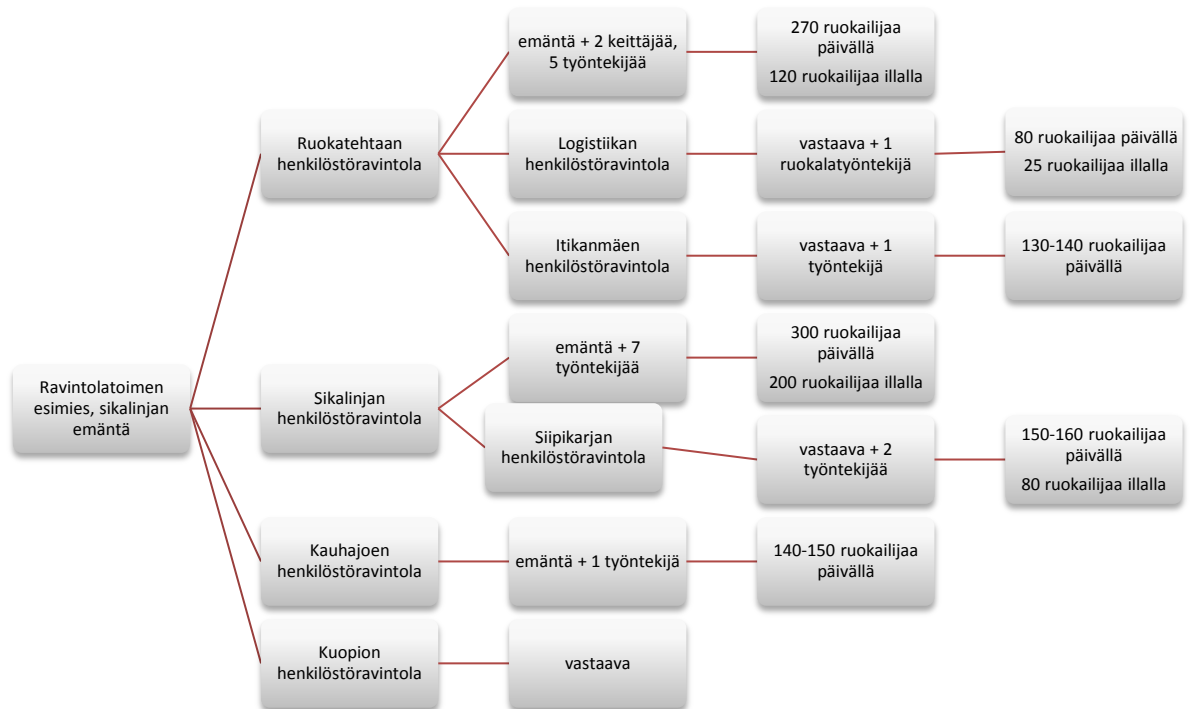 Ravintolatoimen
esimies, sikalinjan
emäntä
Ruokatehtaan
henkilöstöravintola
emäntä + 2 keittäjää,
5 työntekijää
270 ruokailijaa
päivällä
120 ruokailijaa illalla
Logistiikan
henkilöstöravintola
vastaava + 1
ruokalatyöntekijä
80 ruokailijaa päivällä
25 ruokailijaa illalla
Itikanmäen
henkilöstöravintola
vastaava + 1
työntekijä
130-140 ruokailijaa
päivällä
Sikalinjan
henkilöstöravintola
emäntä + 7
työntekijää
300 ruokailijaa
päivällä
200 ruokailijaa illalla
Siipikarjan
henkilöstöravintola
vastaava + 2
työntekijää
150-160 ruokailijaa
päivällä
80 ruokailijaa illalla
Kauhajoen
henkilöstöravintola
emäntä + 1 työntekijä
140-150 ruokailijaa
päivällä
Kuopion
henkilöstöravintola
vastaava